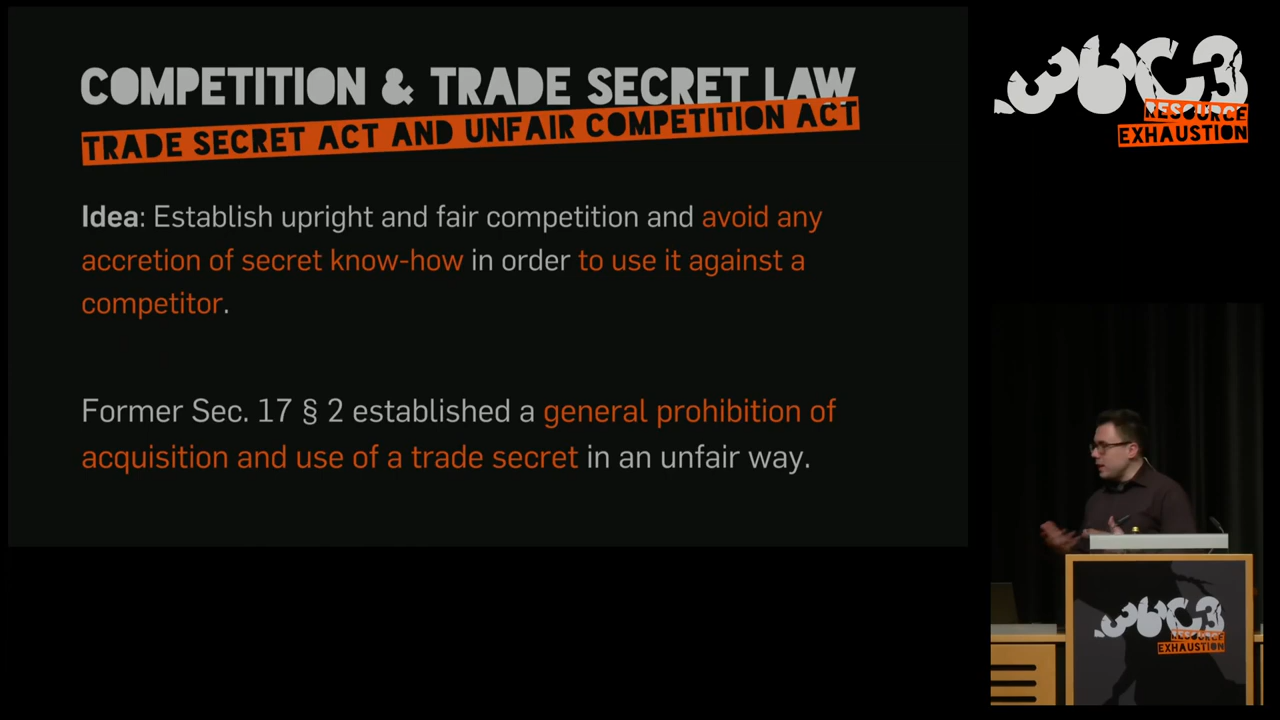 COMPETITION & TRADE SECRET LAW
TRADE SECRET ACT AND UNFAIR COMPETITION ACT
Idea: Establish upright and fair competition and avoid any
accretion of secret know-how in order to use it against a
competitor.
Former Sec. 17 § 2 established a general prohibition of
acquisition and use of a trade secret in an unfair way.
36C3
RESOURCE
EXHAUSTION
36C3
RESOURCE
EXHAUSTION